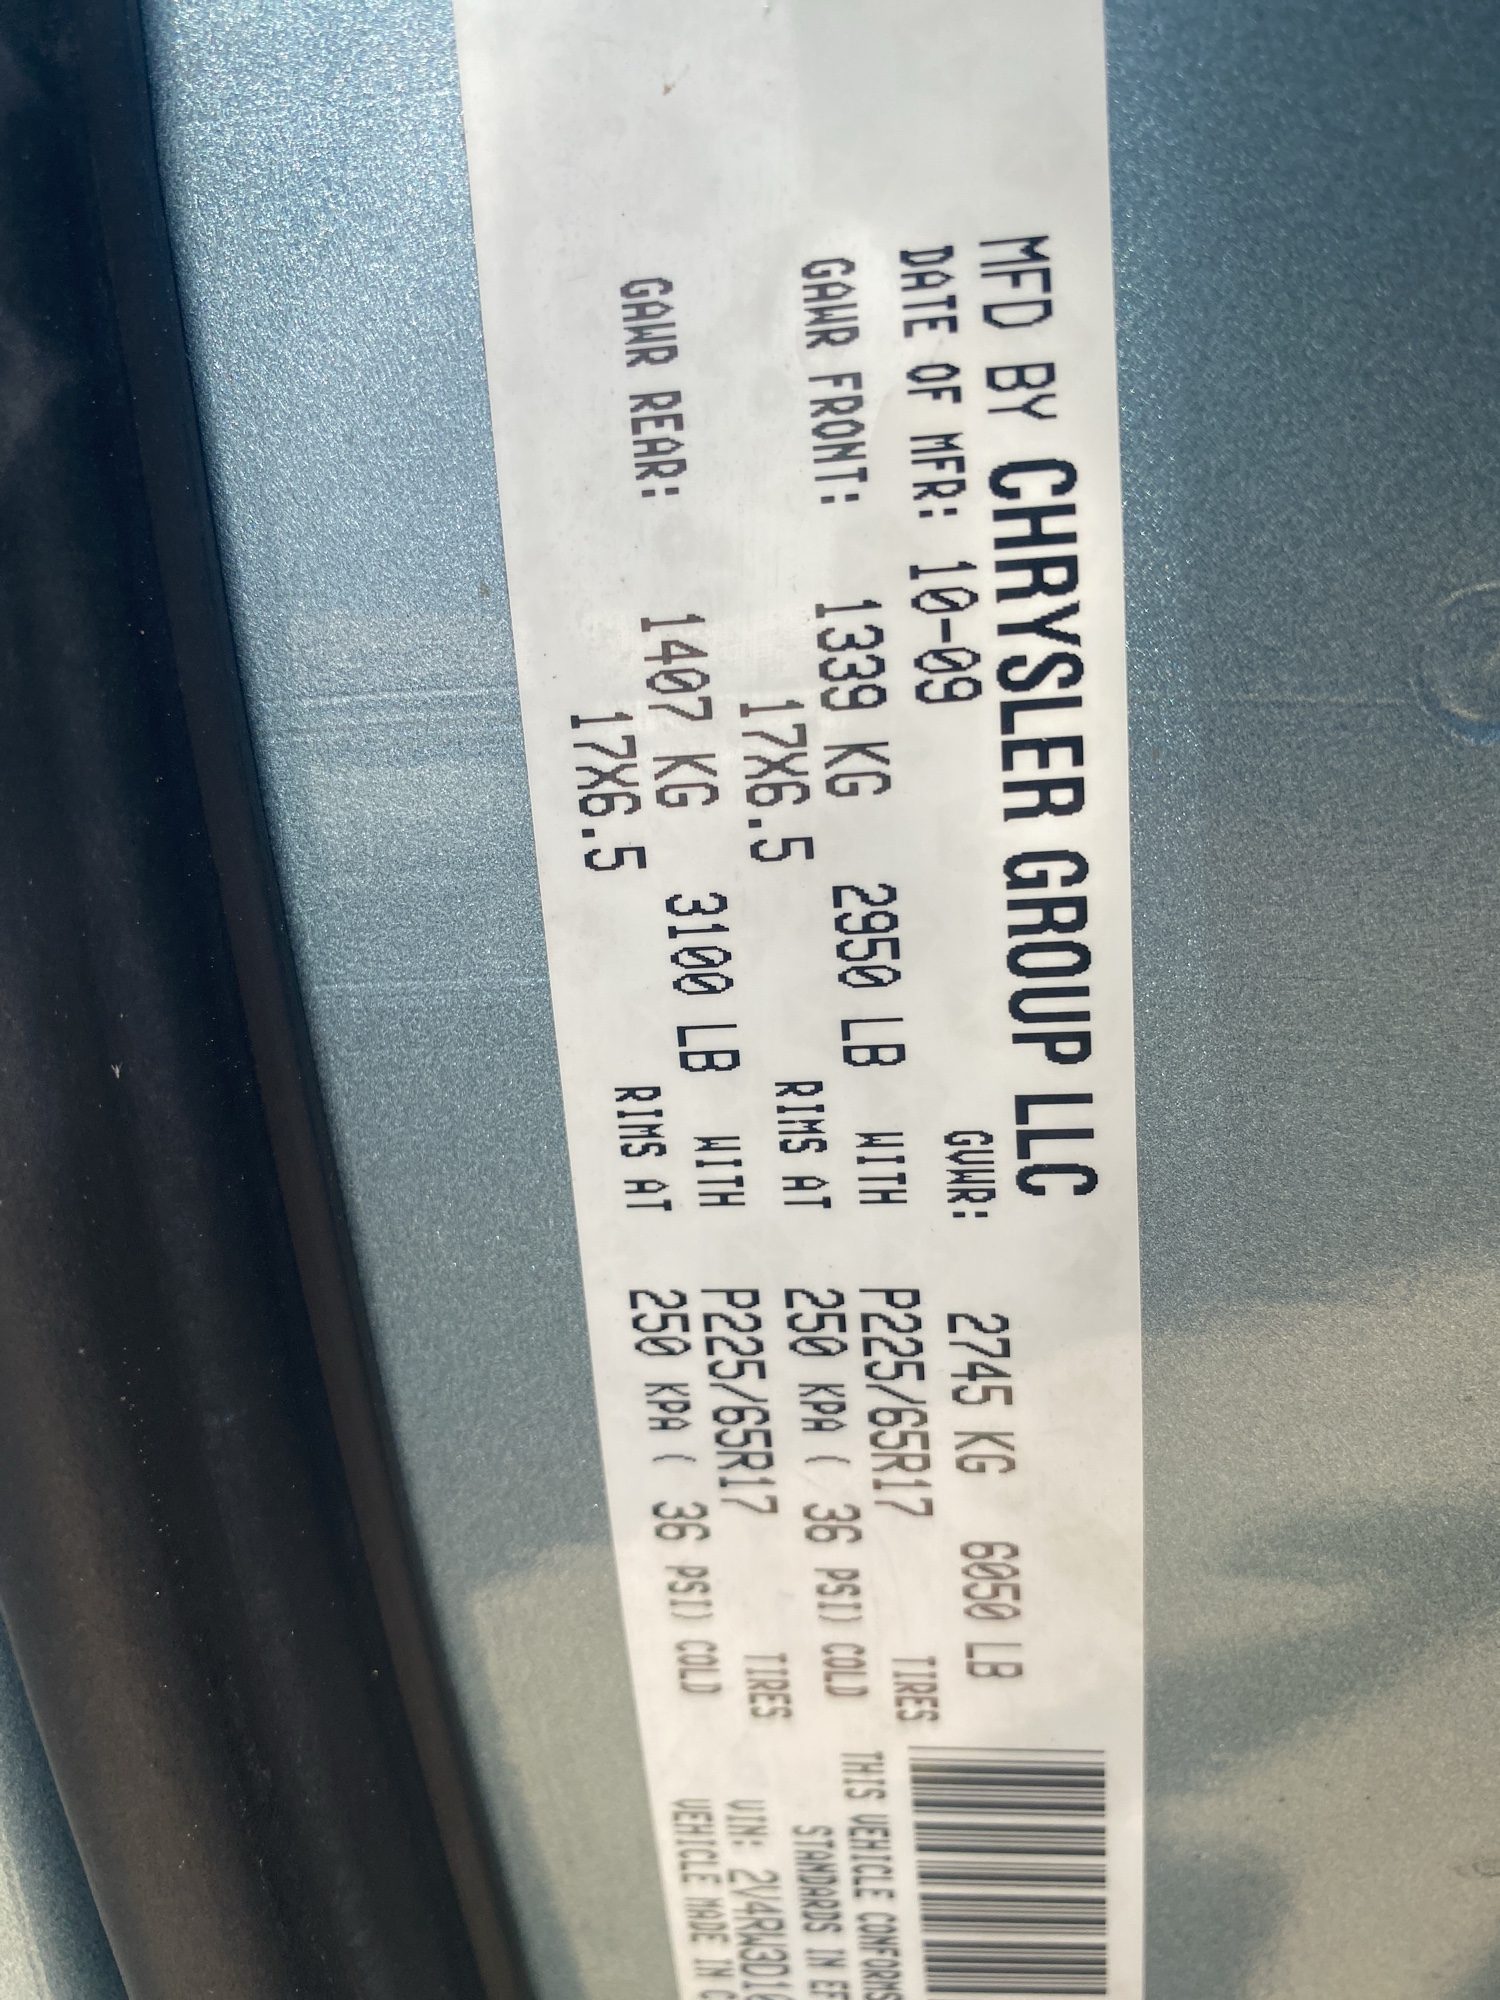 MFD BY CHRYSLER GROUP LLC
DATE OF MFR: 10-09 GVWR: 2745 KG 6050 LB
GAWR FRONT: 1339 KG 2950 LB WITH P225/65R17 TIRES
17X6.5 RIMS AT 250 KPA ( 36 PSI) COLD
GAWR REAR: 1407 KG 3100 LB WITH P225/65R17 TIRES
17X6.5 RIMS AT 250 KPA ( 36 PSI) COLD
THIS VEHICLE CONFORMS
STANDARDS IN EF
VIN: 2V4RW3D1
VEHICLE MADE IN C